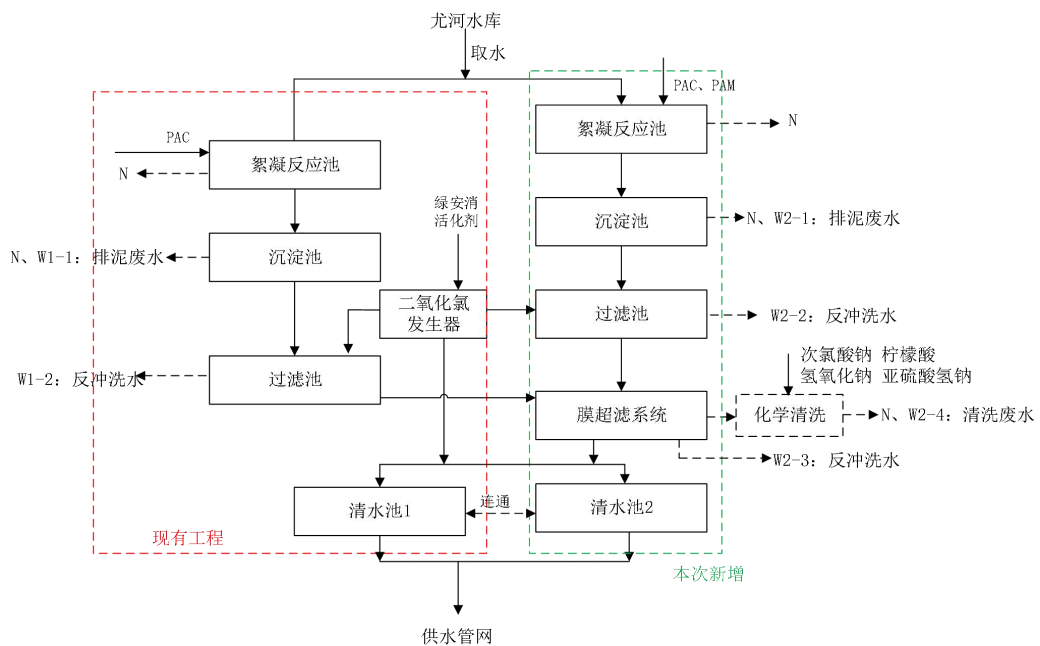 尤河水库
取水
PAC、PAM
絮凝反应池
N
PAC
絮凝反应池
N
绿安消
活化剂
沉淀池
N、W2-1：排泥废水
沉淀池
N、W1-1：排泥废水
二氧化氯
发生器
过滤池
W2-2：反冲洗水
过滤池
W1-2：反冲洗水
次氯酸钠 柠檬酸
氢氧化钠 亚硫酸氢钠
膜超滤系统
化学清洗
N、W2-4：清洗废水
W2-3：反冲洗水
清水池1
连通
清水池2
现有工程
本次新增
供水管网